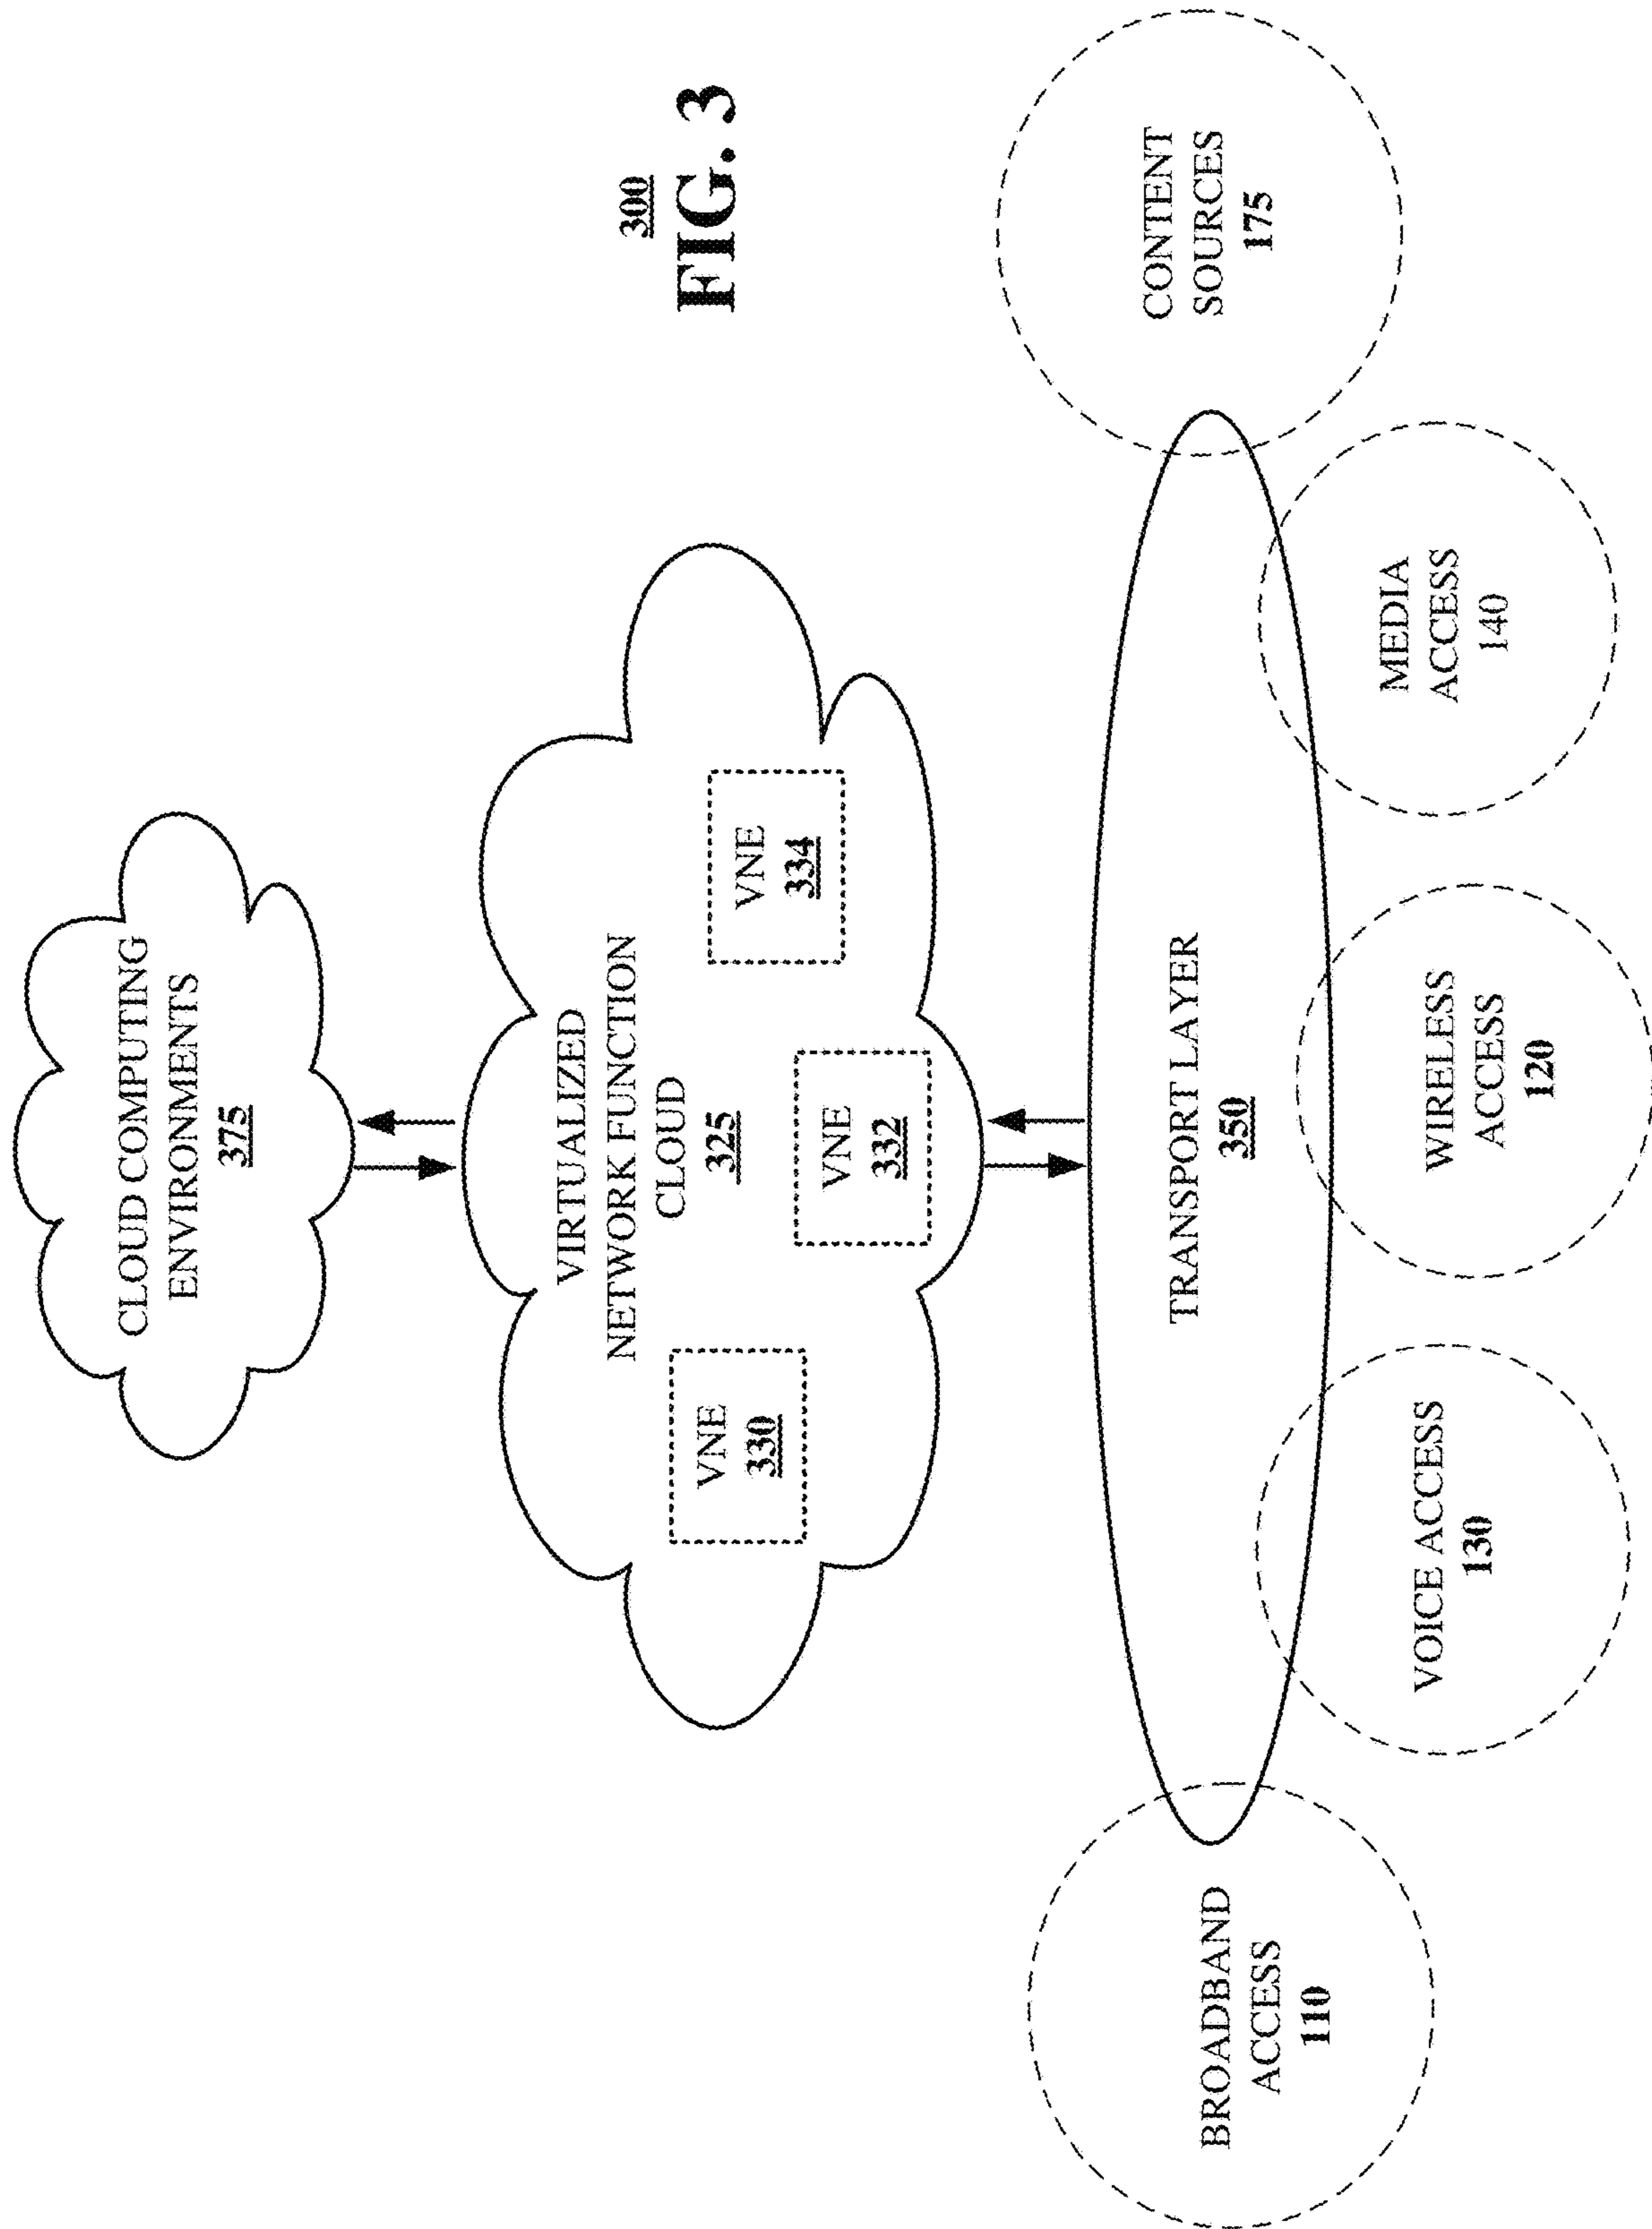 CLOUD COMPUTING
ENVIRONMENTS
375
VIRTUALIZED
NETWORK FUNCTION
CLOUD
325
VNE
330
VNE
332
VNE
334
300
FIG. 3
TRANSPORT LAYER
350
BROADBAND
ACCESS
110
VOICE ACCESS
130
WIRELESS
ACCESS
120
MEDIA
ACCESS
140
CONTENT
SOURCES
175